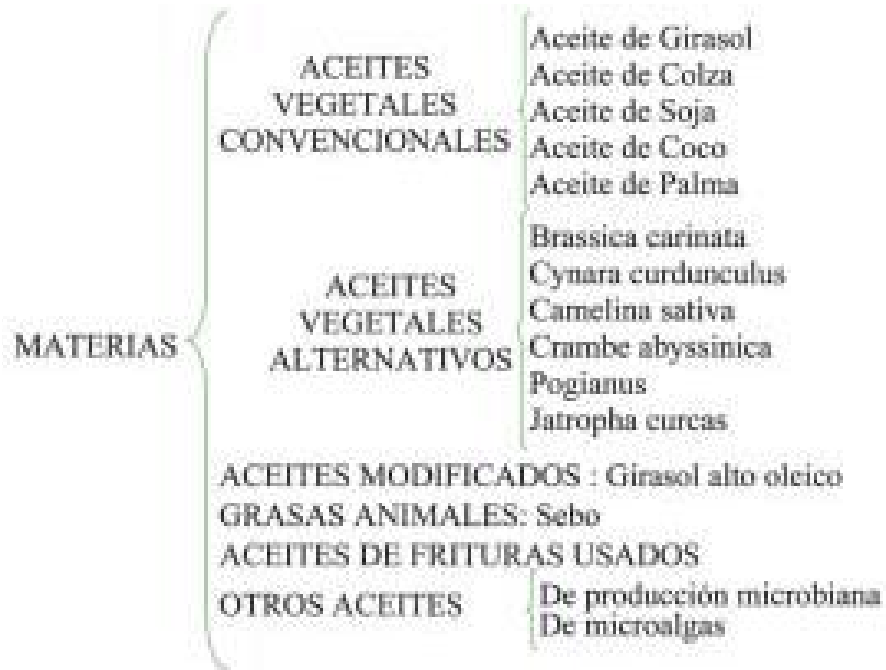 MATERIAS
ACEITES
VEGETALES
CONVENCIONALES
Aceite de Girasol
Aceite de Colza
Aceite de Soja
Aceite de Coco
Aceite de Palma
ACEITES
VEGETALES
ALTERNATIVOS
Brassica carinata
Cynara curdunculus
Camelina sativa
Crambe abyssinica
Pogianus
Jatropha curcas
ACEITES MODIFICADOS : Girasol alto oleico
GRASAS ANIMALES: Sebo
ACEITES DE FRITURAS USADOS
OTROS ACEITES
De producción microbiana
De microalgas